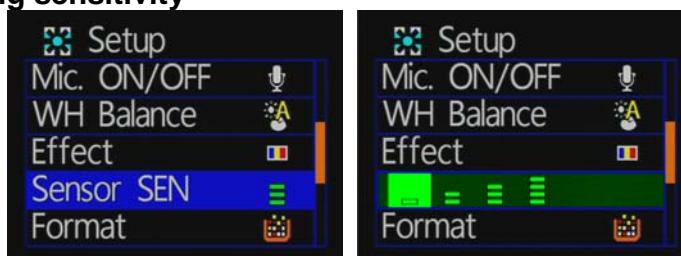 g sensitivity
Setup
Mic. ON/OFF
WH Balance
A
Effect
Sensor SEN
Format
Setup
Mic. ON/OFF
WH Balance
A
Effect
Format